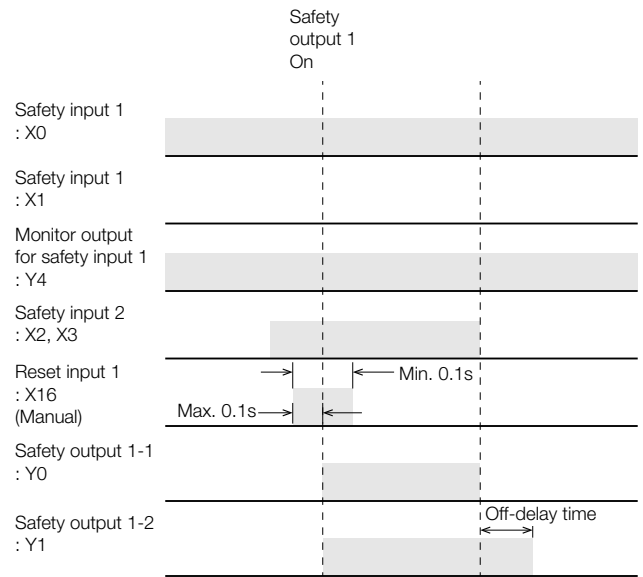 Safety
output 1
On
Safety input 1
: X0
Safety input 1
: X1
Monitor output
for safety input 1
: Y4
Safety input 2
: X2, X3
Reset input 1
: X16
(Manual)
Min. 0.1s
Max. 0.1s
Safety output 1-1
: Y0
Safety output 1-2
: Y1
Off-delay time